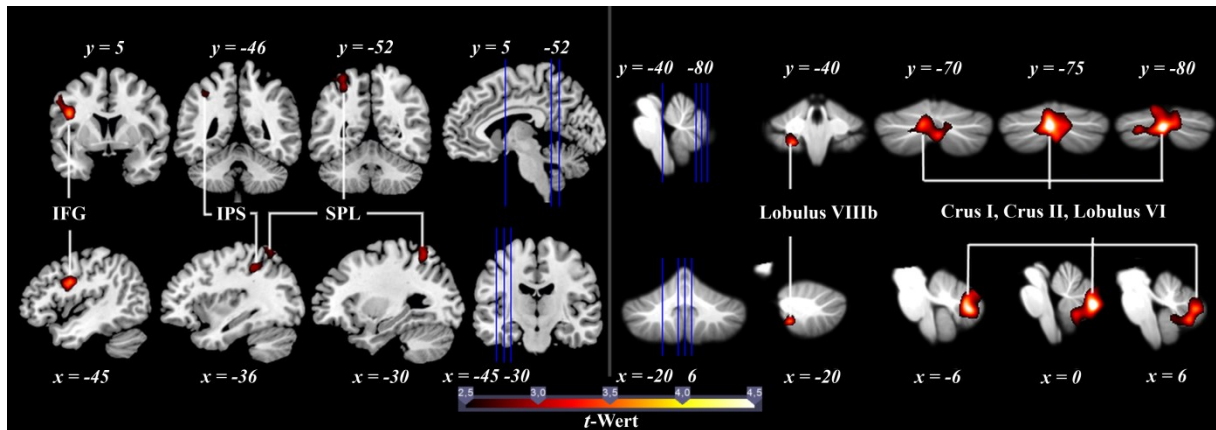 y = 5 y = -46 y = -52 y = 5 -52 y = -40 -80 y = -40 y = -70 y = -75 y = -80
IFG IPS SPL Lobulus VIIIb Crus I, Crus II, Lobulus VI
x = -45 x = -36 x = -30 x = -45 -30 x = -20 6 x = -20 x = -6 x = 0 x = 6
2,5 3,0 3,5 4,0 4,5
t-Wert